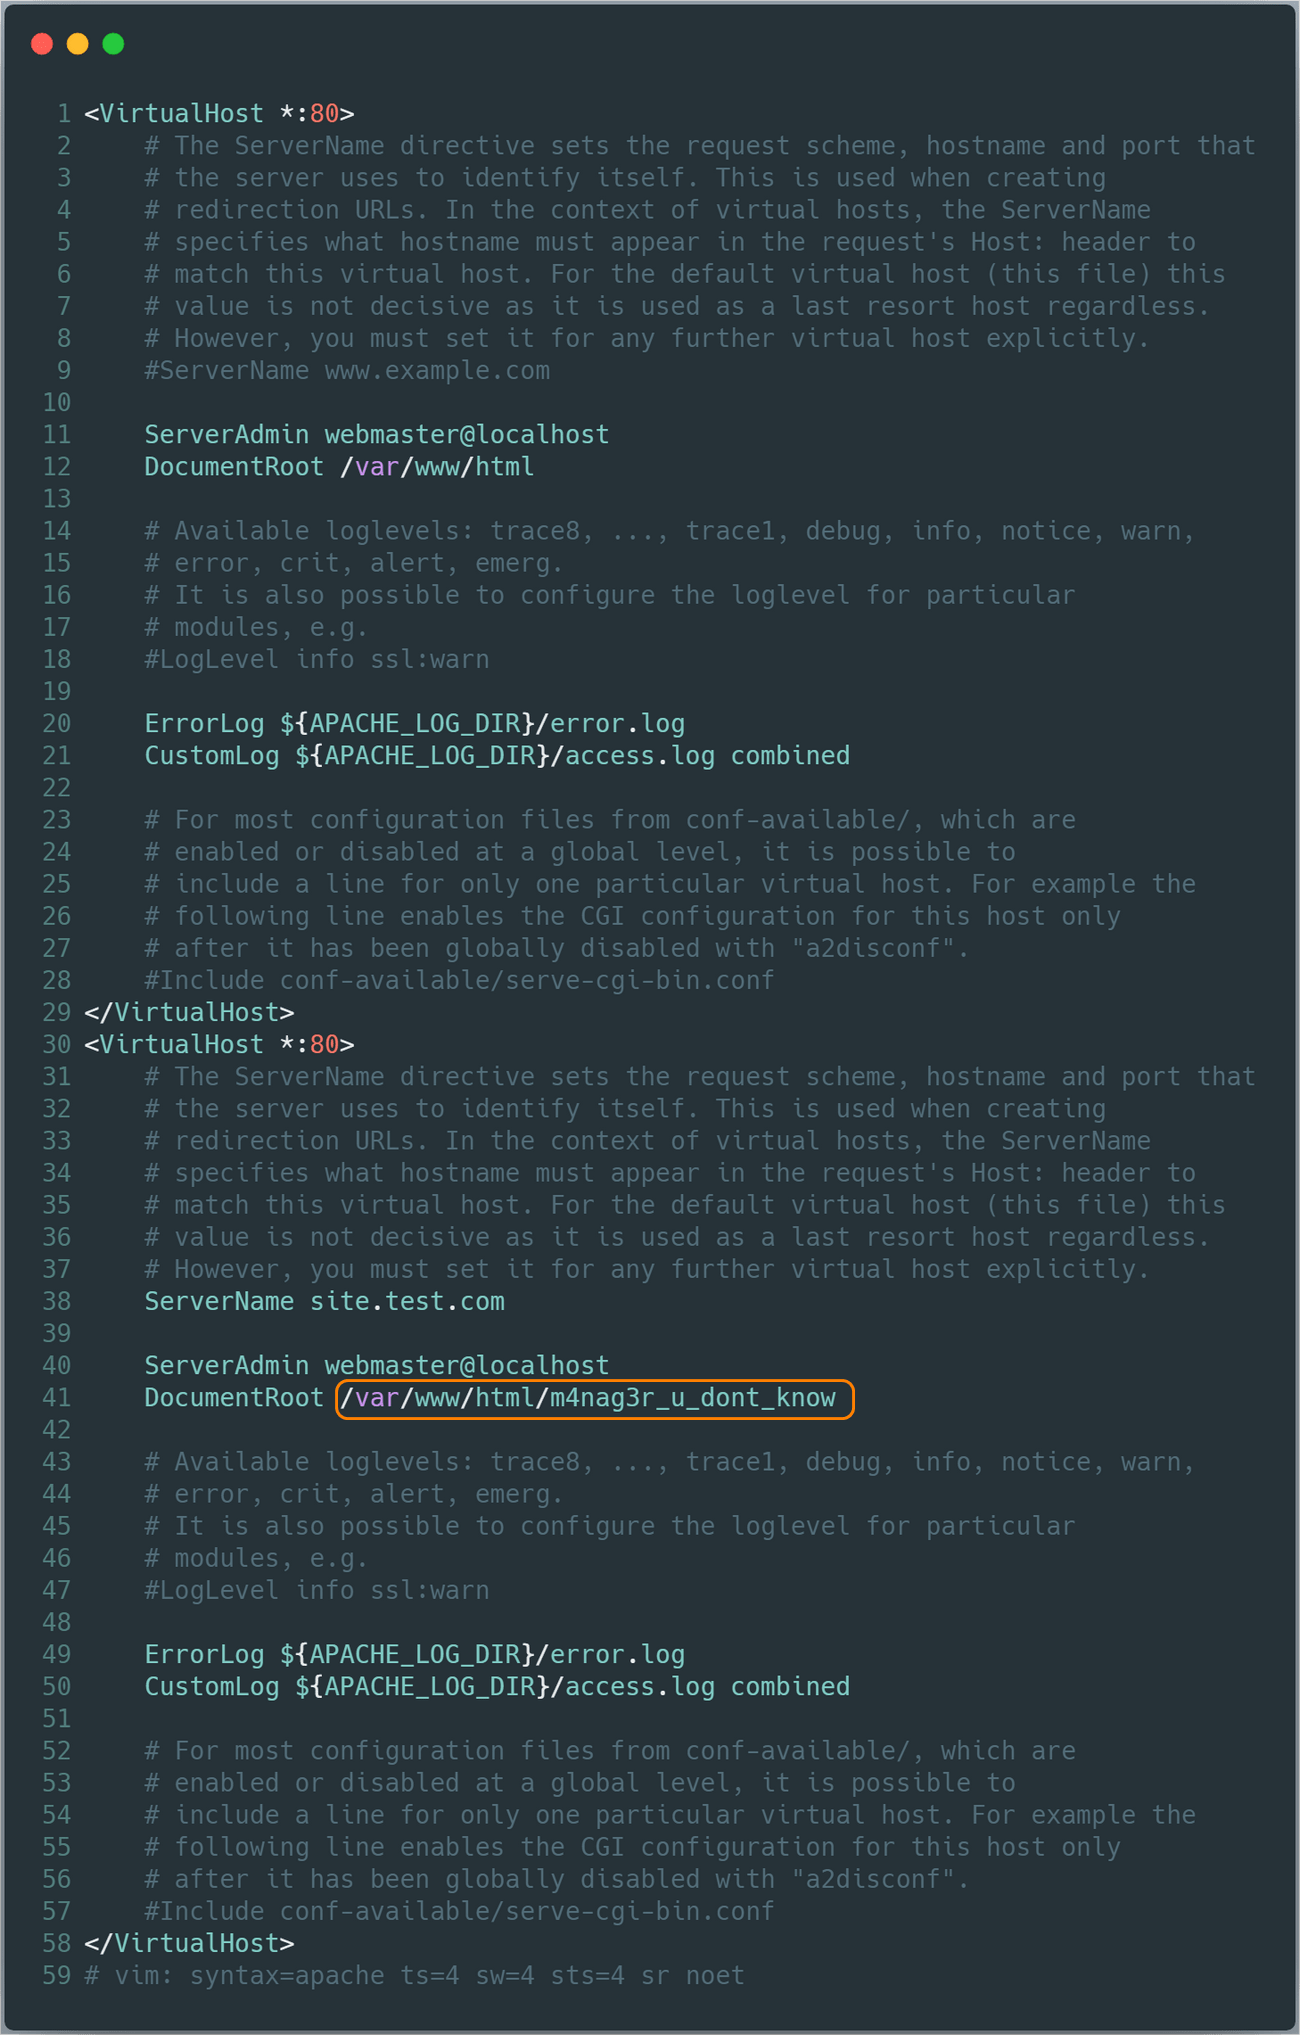 1 <VirtualHost *:80>
2     # The ServerName directive sets the request scheme, hostname and port that
3     # the server uses to identify itself. This is used when creating
4     # redirection URLs. In the context of virtual hosts, the ServerName
5     # specifies what hostname must appear in the request's Host: header to
6     # match this virtual host. For the default virtual host (this file) this
7     # value is not decisive as it is used as a last resort host regardless.
8     # However, you must set it for any further virtual host explicitly.
9     #ServerName www.example.com
10
11     ServerAdmin webmaster@localhost
12     DocumentRoot /var/www/html
13
14     # Available loglevels: trace8, ..., trace1, debug, info, notice, warn,
15     # error, crit, alert, emerg.
16     # It is also possible to configure the loglevel for particular
17     # modules, e.g.
18     #LogLevel info ssl:warn
19
20     ErrorLog ${APACHE_LOG_DIR}/error.log
21     CustomLog ${APACHE_LOG_DIR}/access.log combined
22
23     # For most configuration files from conf-available/, which are
24     # enabled or disabled at a global level, it is possible to
25     # include a line for only one particular virtual host. For example the
26     # following line enables the CGI configuration for this host only
27     # after it has been globally disabled with "a2disconf".
28     #Include conf-available/serve-cgi-bin.conf
29 </VirtualHost>
30 <VirtualHost *:80>
31     # The ServerName directive sets the request scheme, hostname and port that
32     # the server uses to identify itself. This is used when creating
33     # redirection URLs. In the context of virtual hosts, the ServerName
34     # specifies what hostname must appear in the request's Host: header to
35     # match this virtual host. For the default virtual host (this file) this
36     # value is not decisive as it is used as a last resort host regardless.
37     # However, you must set it for any further virtual host explicitly.
38     ServerName site.test.com
39
40     ServerAdmin webmaster@localhost
41     DocumentRoot /var/www/html/m4nag3r_u_dont_know
42
43     # Available loglevels: trace8, ..., trace1, debug, info, notice, warn,
44     # error, crit, alert, emerg.
45     # It is also possible to configure the loglevel for particular
46     # modules, e.g.
47     #LogLevel info ssl:warn
48
49     ErrorLog ${APACHE_LOG_DIR}/error.log
50     CustomLog ${APACHE_LOG_DIR}/access.log combined
51
52     # For most configuration files from conf-available/, which are
53     # enabled or disabled at a global level, it is possible to
54     # include a line for only one particular virtual host. For example the
55     # following line enables the CGI configuration for this host only
56     # after it has been globally disabled with "a2disconf".
57     #Include conf-available/serve-cgi-bin.conf
58 </VirtualHost>
59 # vim: syntax=apache ts=4 sw=4 sts=4 sr noet